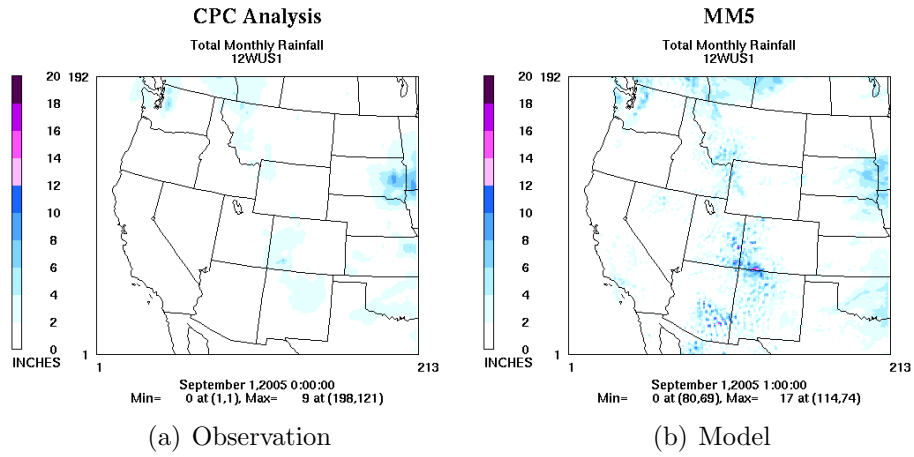 CPC Analysis
Total Monthly Rainfall
12WUS1
192
20
18
16
14
12
10
8
6
4
2
0
INCHES
1
1
213
September 1,2005 0:00:00
Min= 0 at (1,1), Max= 9 at (198,121)
(a) Observation
MM5
Total Monthly Rainfall
12WUS1
192
20
18
16
14
12
10
8
6
4
2
0
INCHES
1
1
213
September 1,2005 1:00:00
Min= 0 at (80,69), Max= 17 at (114,74)
(b) Model